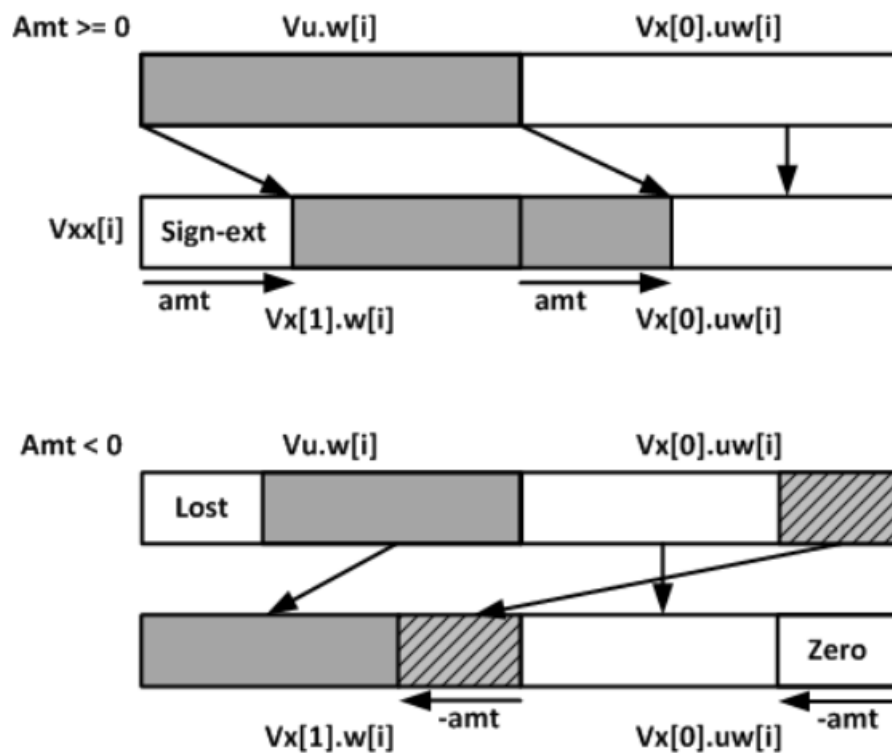 Amt >= 0 Vu.w[i] Vx[0].uw[i]
Vxx[i] Sign-ext
amt amt
Vx[1].w[i] Vx[0].uw[i]
Amt < 0 Vu.w[i] Vx[0].uw[i]
Lost
Zero
-amt -amt
Vx[1].w[i] Vx[0].uw[i]